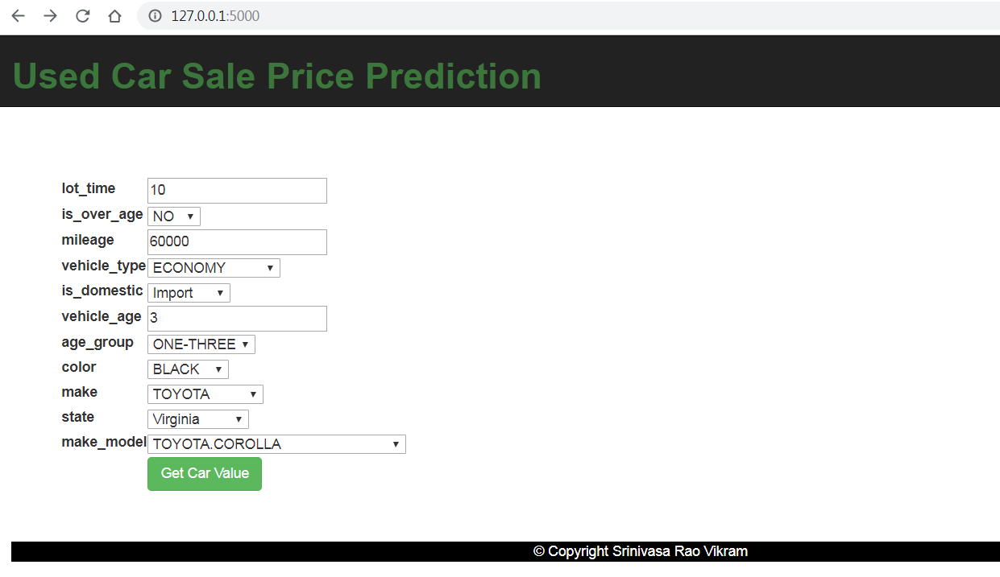 127.0.0.1:5000
Used Car Sale Price Prediction
lot_time 10
is_over_age NO
mileage 60000
vehicle_type ECONOMY
is_domestic Import
vehicle_age 3
age_group ONE-THREE
color BLACK
make TOYOTA
state Virginia
make_model TOYOTA.COROLLA
Get Car Value
© Copyright Srinivasa Rao Vikram